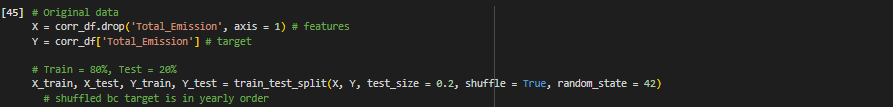 [45] # Original data
X = corr_df.drop('Total_Emission', axis = 1) # features
Y = corr_df['Total_Emission'] # target
# Train = 80%, Test = 20%
X_train, X_test, Y_train, Y_test = train_test_split(X, Y, test_size = 0.2, shuffle = True, random_state = 42)
# shuffled bc target is in yearly order